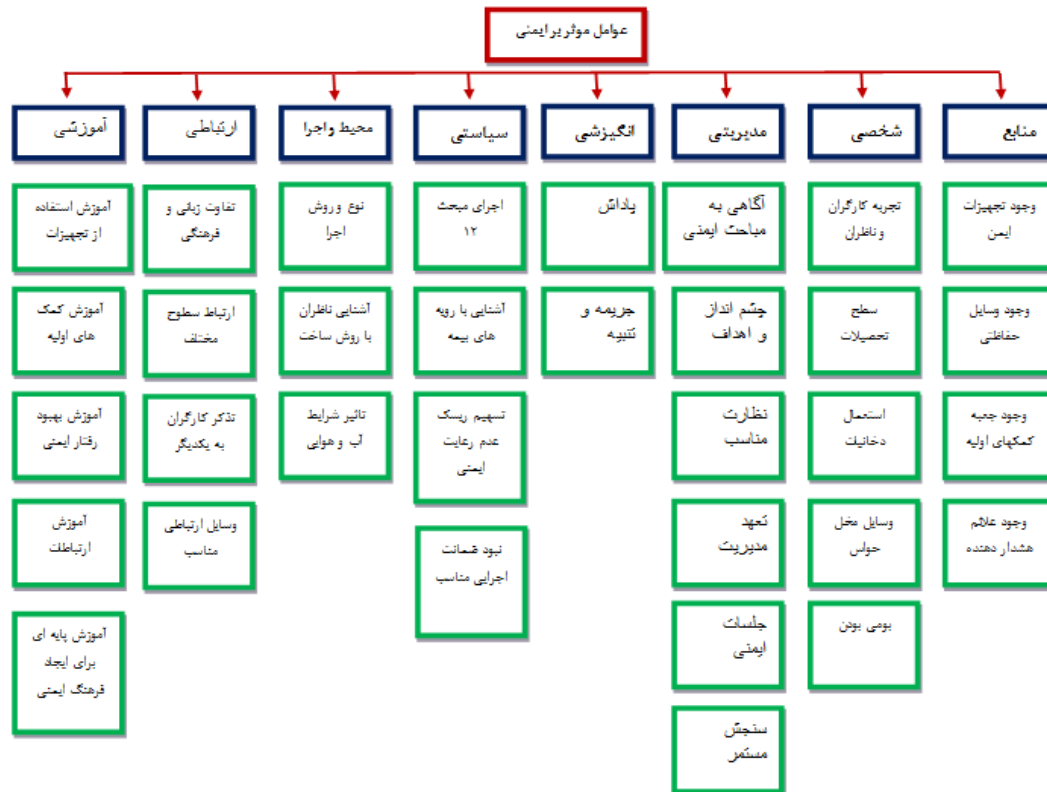 عوامل موثر بر ایمنی
منابع
شخصی
مدیریتی
انگیزشی
سیاستی
محیط و اجرا
ارتباطی
آموزشی
وجود تجهیزات
ایمن
وجود وسایل
حفاظتی
وجود جعبه
کمکهای اولیه
وجود علائم
هشدار دهنده
تجربه کارگران
و ناظران
سطح
تحصیلات
استعمال
دخانیات
وسایل مخل
حواس
بومی بودن
آگاهی به
مباحث ایمنی
چشم انداز
و اهداف
نظارت
مناسب
تعهد
مدیریت
جلسات
ایمنی
سنجش
مستمر
پاداش
جریمه و
تنبیه
اجرای مبحث
۱۲
آشنایی با رویه
های بیمه
تسهیم ریسک
عدم رعایت
ایمنی
نبود ضمانت
اجرایی مناسب
نوع و روش
اجرا
آشنایی ناظران
با روش ساخت
تاثیر شرایط
آب و هوایی
تفاوت زبانی و
فرهنگی
ارتباط سطوح
مختلف
تذکر کارگران
به یکدیگر
وسایل ارتباطی
مناسب
آموزش استفاده
از تجهیزات
آموزش کمک
های اولیه
آموزش بهبود
رفتار ایمنی
آموزش
ارتباطات
آموزش پایه ای
برای ایجاد
فرهنگ ایمنی